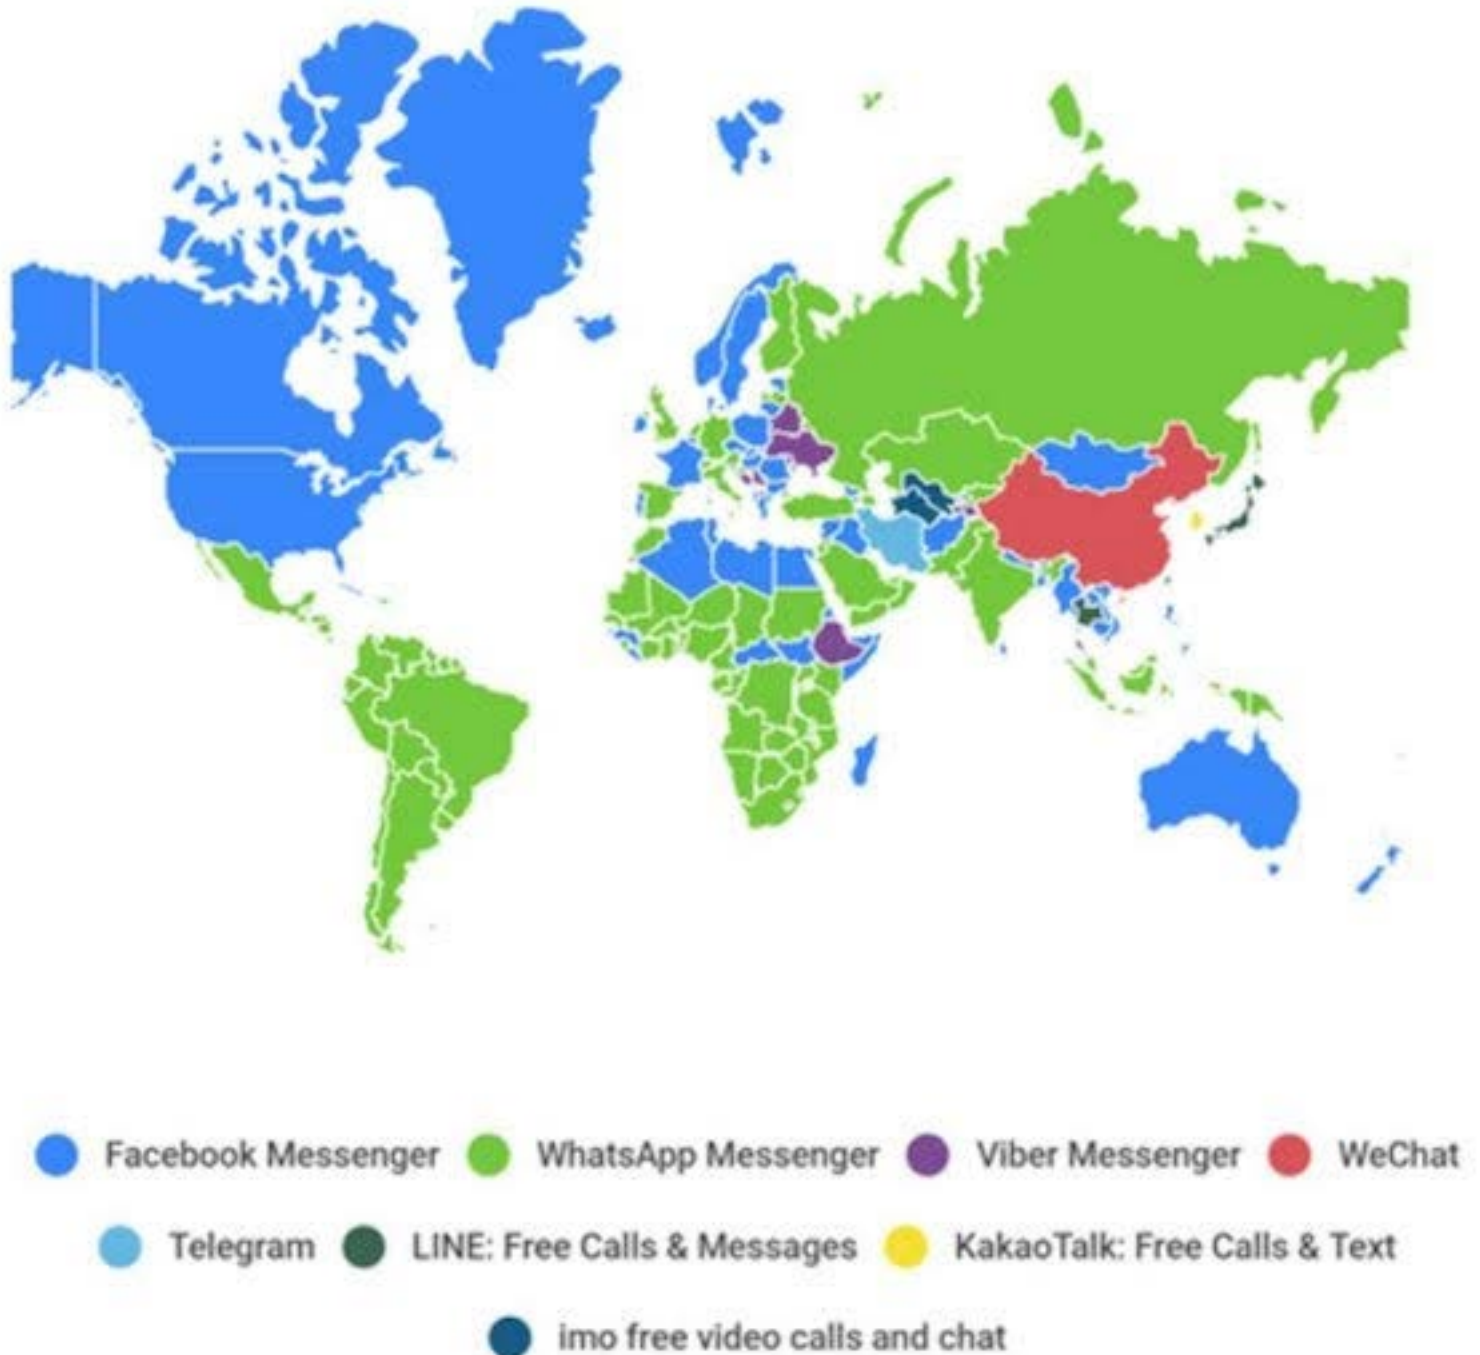 Facebook Messenger WhatsApp Messenger Viber Messenger WeChat
Telegram LINE: Free Calls & Messages KakaoTalk: Free Calls & Text
imo free video calls and chat